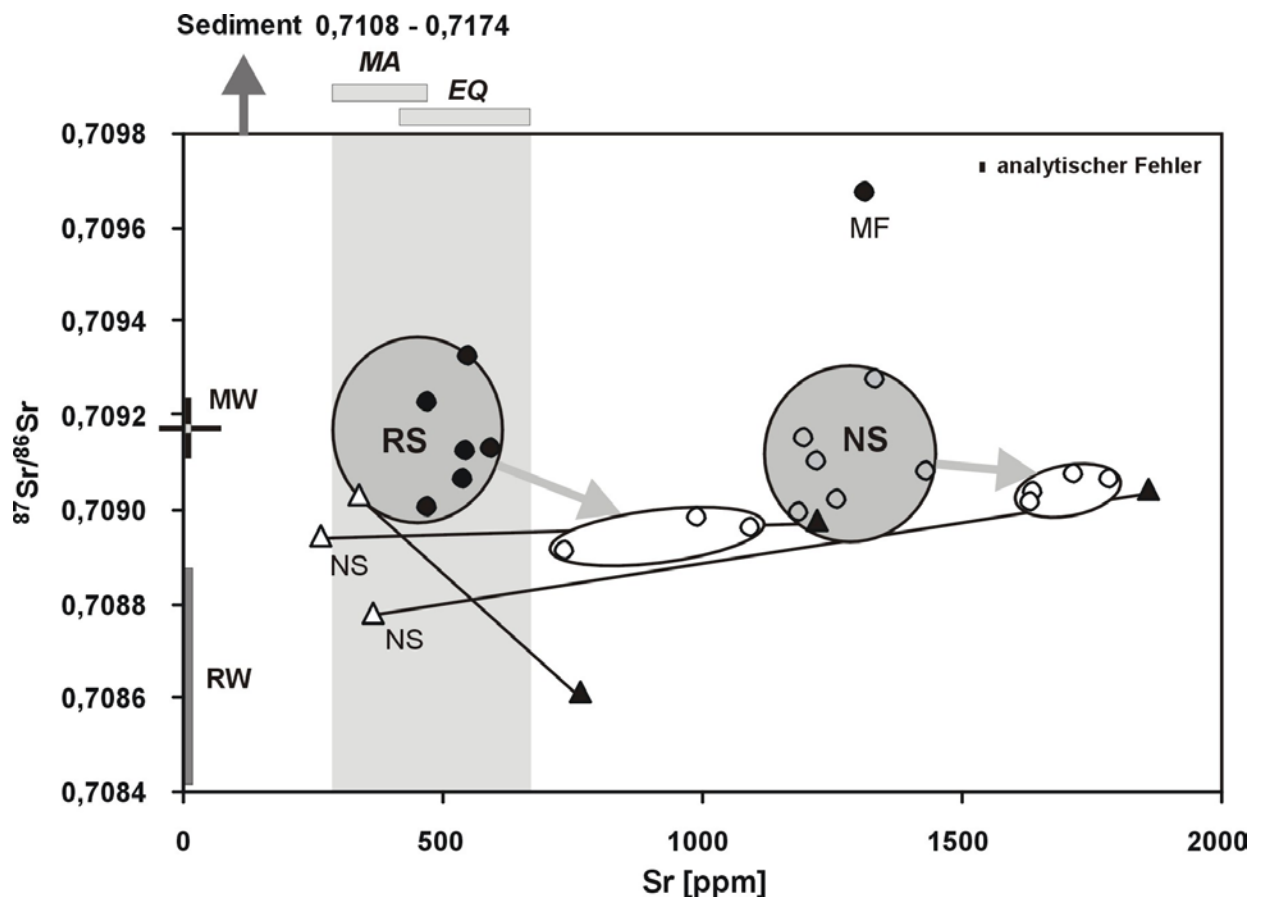 Sediment 0,7108 - 0,7174
MA
EQ
0,7098
0,7096
0,7094
0,7092
0,7090
0,7088
0,7086
0,7084
⁸⁷Sr/⁸⁶Sr
analytischer Fehler
MF
MW
RS
NS
NS
NS
RW
0
500
1000
1500
2000
Sr [ppm]